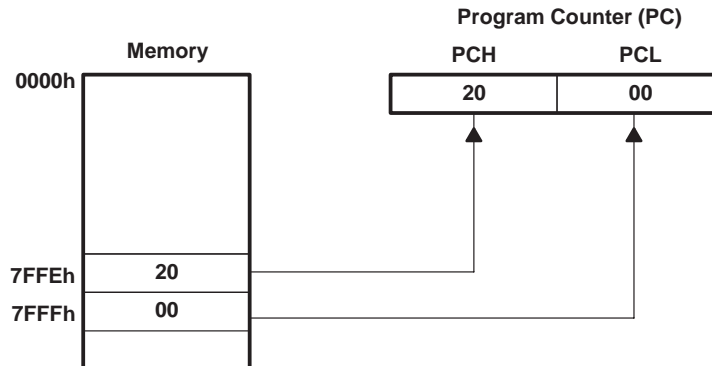 Program Counter (PC)
Memory
PCH PCL
0000h
20 00
7FFEh 20
7FFFh 00